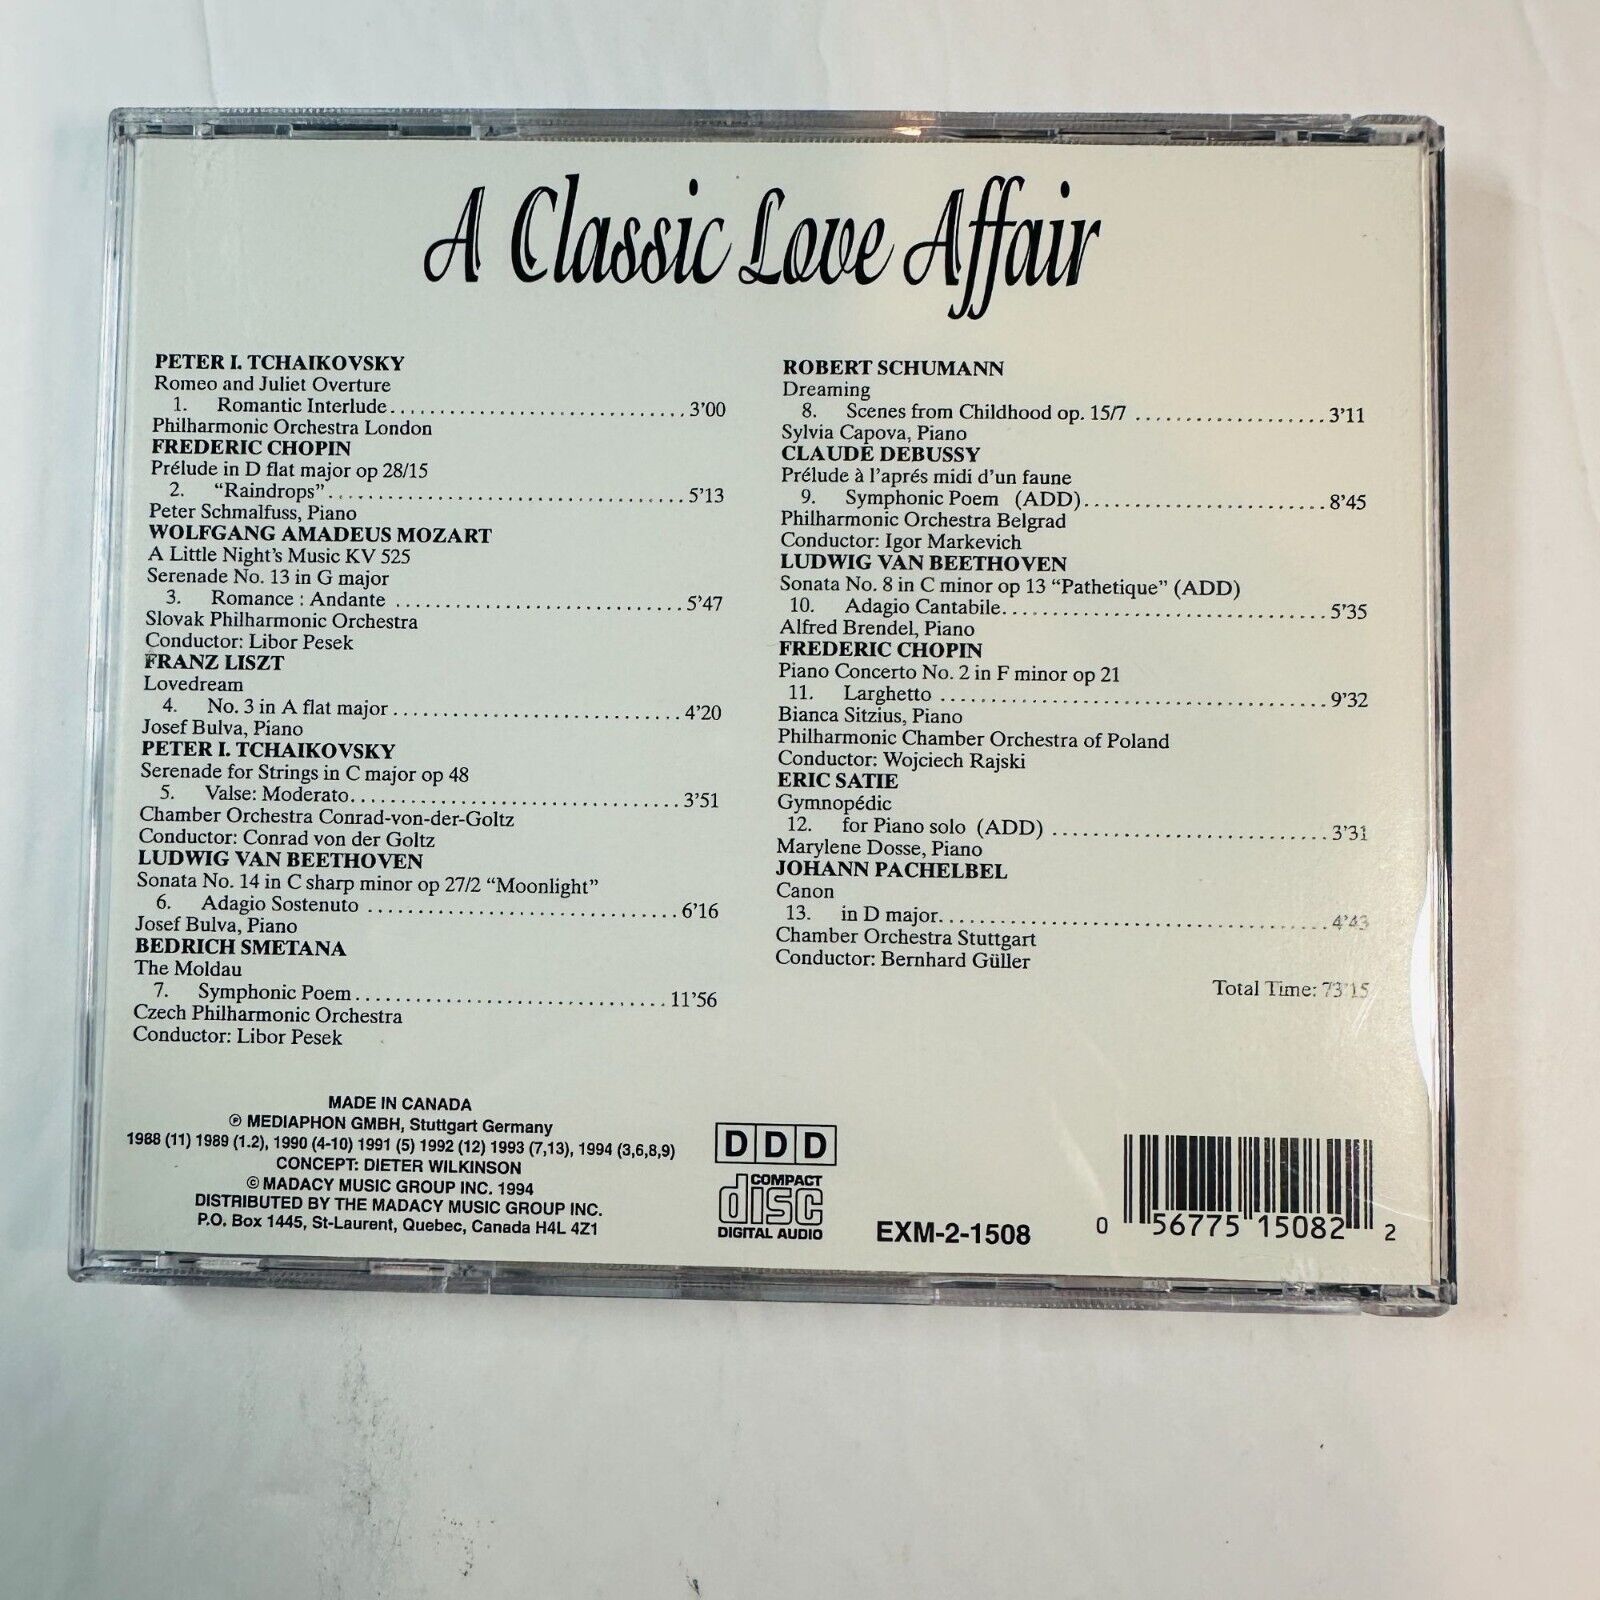 A Classic Love Affair
PETER I. TCHAIKOVSKY
Romeo and Juliet Overture
1. Romantic Interlude..............................3'00
Philharmonic Orchestra London
FREDERIC CHOPIN
Prélude in D flat major op 28/15
2. "Raindrops"....................................5'13
Peter Schmalfuss, Piano
WOLFGANG AMADEUS MOZART
A Little Night's Music KV 525
Serenade No. 13 in G major
3. Romance : Andante .............................5'47
Slovak Philharmonic Orchestra
Conductor: Libor Pesek
FRANZ LISZT
Lovedream
4. No. 3 in A flat major.............................4'20
Josef Bulva, Piano
PETER I. TCHAIKOVSKY
Serenade for Strings in C major op 48
5. Valse: Moderato.................................3'51
Chamber Orchestra Conrad-von-der-Goltz
Conductor: Conrad von der Goltz
LUDWIG VAN BEETHOVEN
Sonata No. 14 in C sharp minor op 27/2 "Moonlight"
6. Adagio Sostenuto ...............................6'16
Josef Bulva, Piano
BEDRICH SMETANA
The Moldau
7. Symphonic Poem...............................11'56
Czech Philharmonic Orchestra
Conductor: Libor Pesek
ROBERT SCHUMANN
Dreaming
8. Scenes from Childhood op. 15/7 ...................3'11
Sylvia Capova, Piano
CLAUDE DEBUSSY
Prélude à l'aprés midi d'un faune
9. Symphonic Poem (ADD)........................8'45
Philharmonic Orchestra Belgrad
Conductor: Igor Markevich
LUDWIG VAN BEETHOVEN
Sonata No. 8 in C minor op 13 "Pathetique" (ADD)
10. Adagio Cantabile.................................5'35
Alfred Brendel, Piano
FREDERIC CHOPIN
Piano Concerto No. 2 in F minor op 21
11. Larghetto .......................................9'32
Bianca Sitzius, Piano
Philharmonic Chamber Orchestra of Poland
Conductor: Wojciech Rajski
ERIC SATIE
Gymnopédic
12. for Piano solo (ADD) ............................3'31
Marylene Dosse, Piano
JOHANN PACHELBEL
Canon
13. in D major.......................................4'43
Chamber Orchestra Stuttgart
Conductor: Bernhard Güller
Total Time: 73'15
MADE IN CANADA
℗ MEDIAPHON GMBH, Stuttgart Germany
1988 (11) 1989 (1.2), 1990 (4-10) 1991 (5) 1992 (12) 1993 (7,13), 1994 (3,6,8,9)
CONCEPT: DIETER WILKINSON
© MADACY MUSIC GROUP INC. 1994
DISTRIBUTED BY THE MADACY MUSIC GROUP INC.
P.O. Box 1445, St-Laurent, Quebec, Canada H4L 4Z1
DDD
COMPACT
disc
DIGITAL AUDIO
EXM-2-1508
0 56775 15082 2